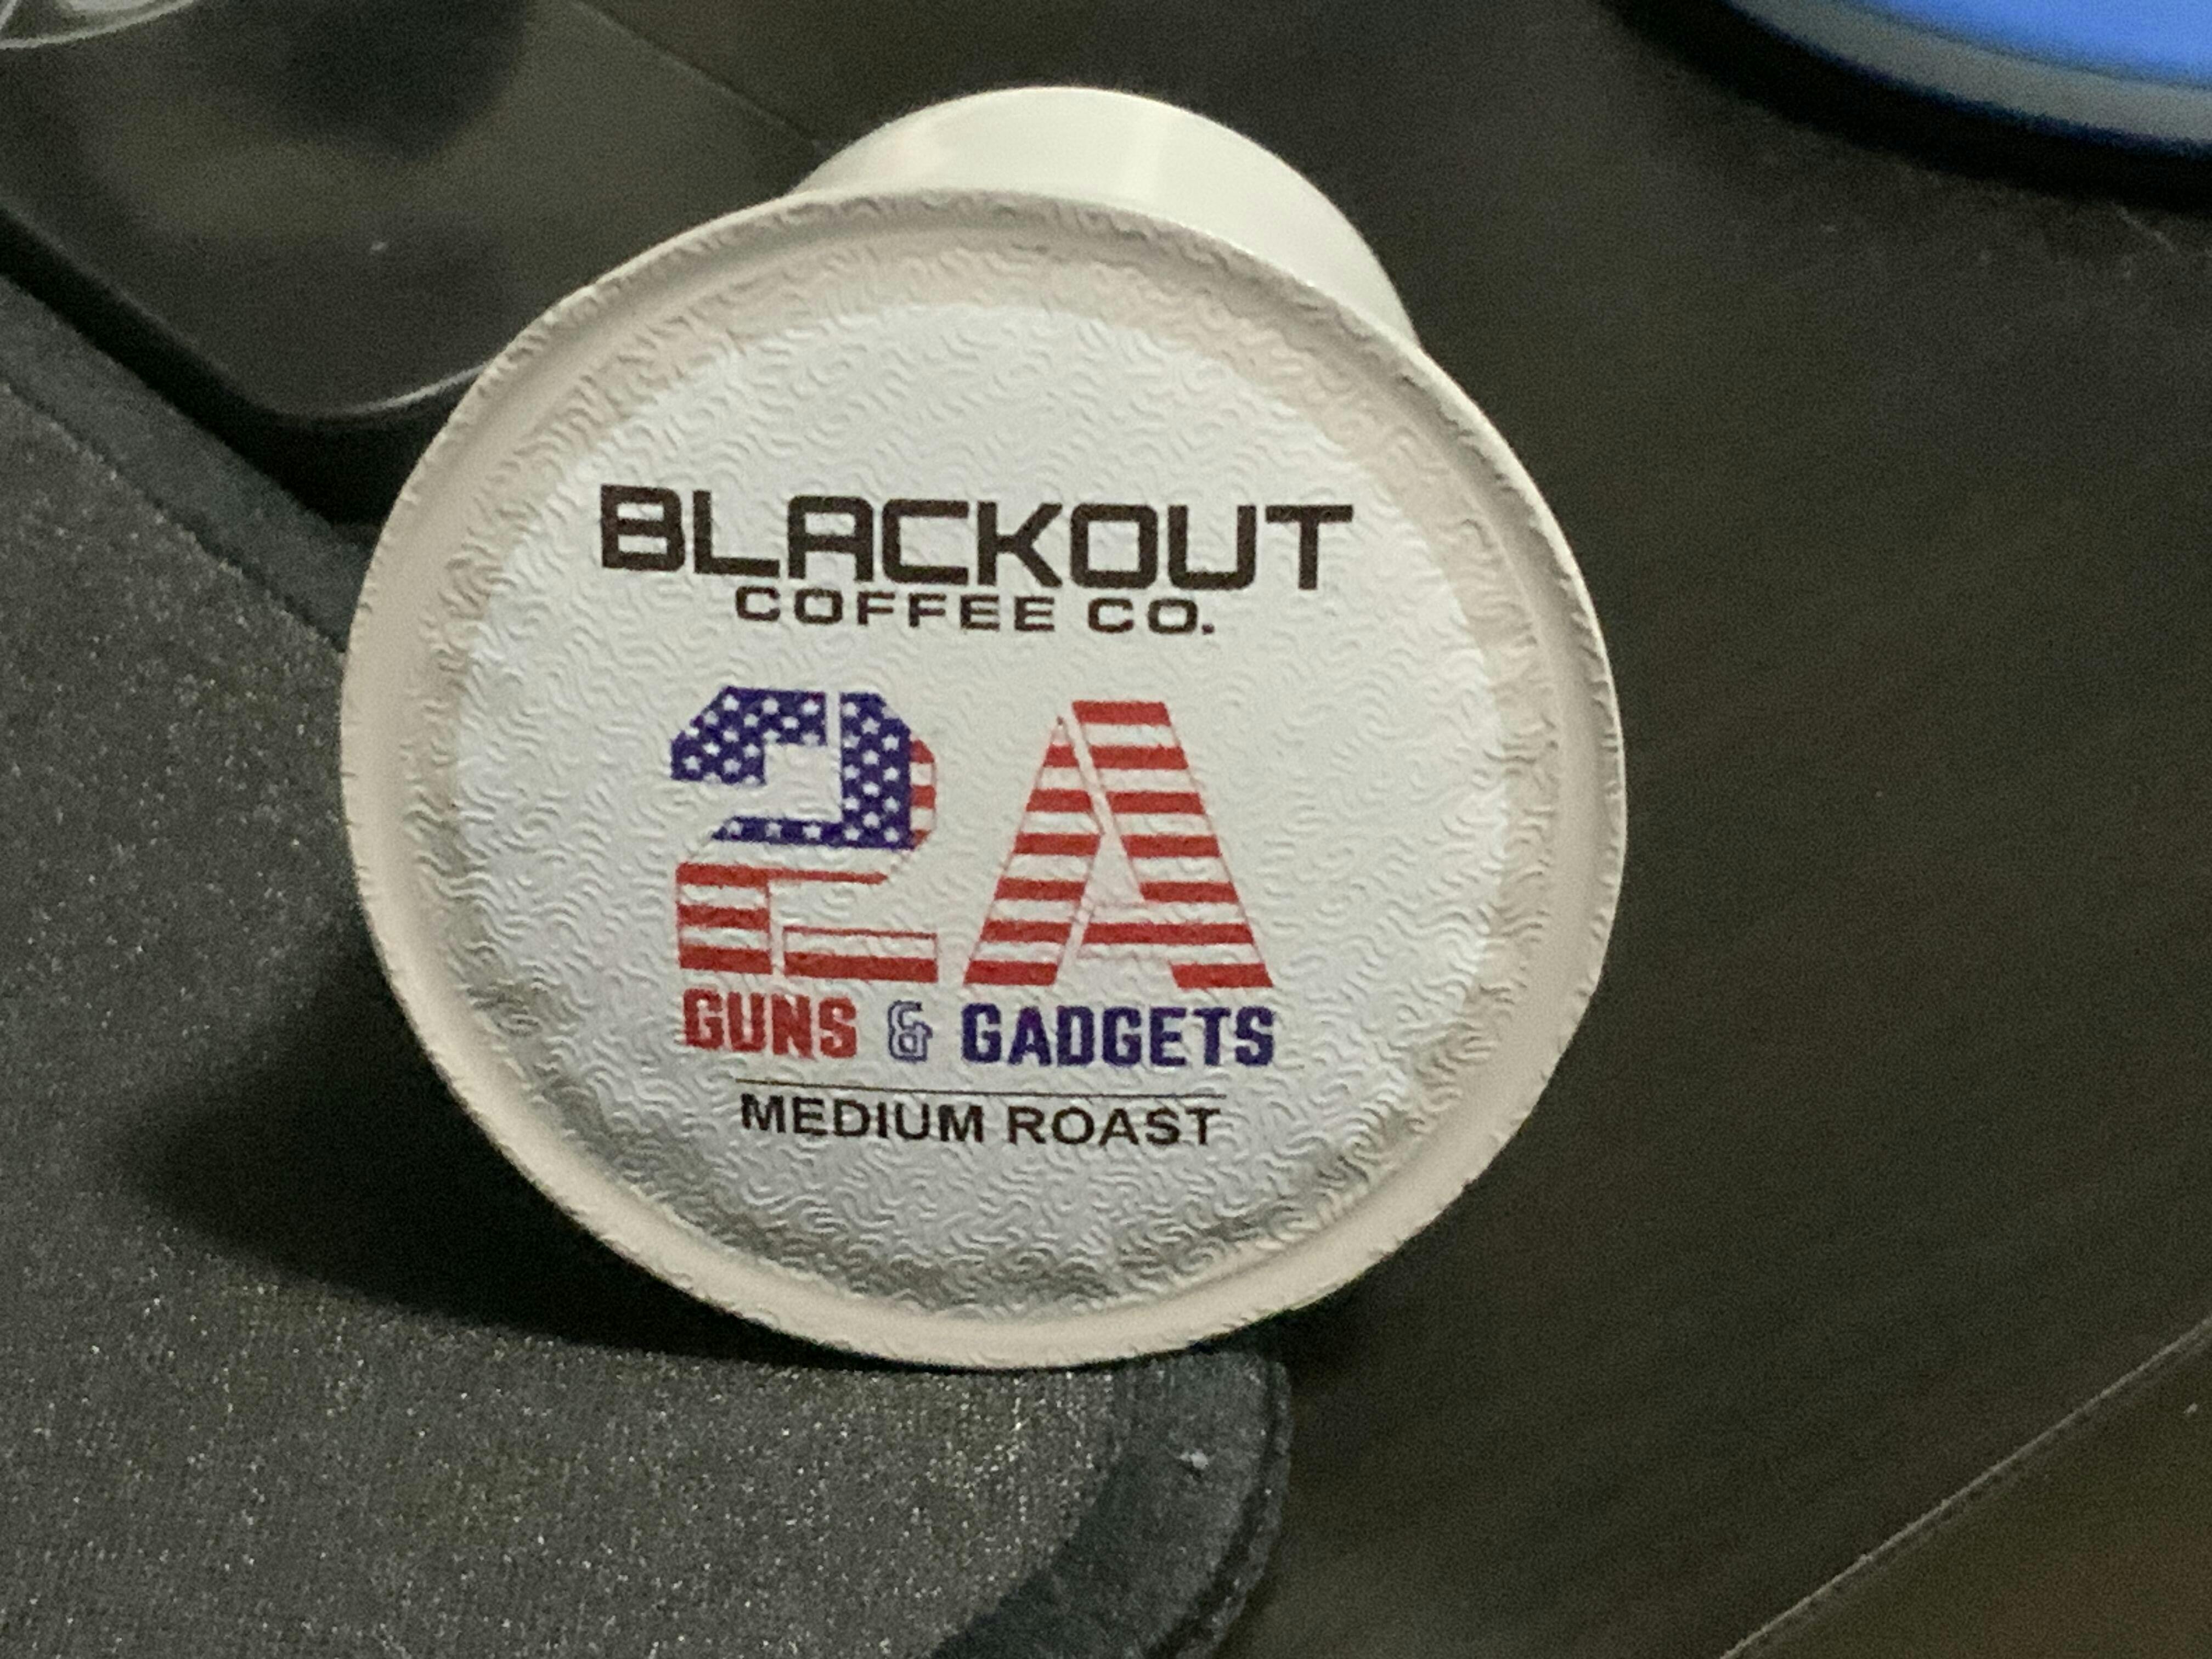 BLACKOUT
COFFEE CO.
2A
GUNS & GADGETS
MEDIUM ROAST